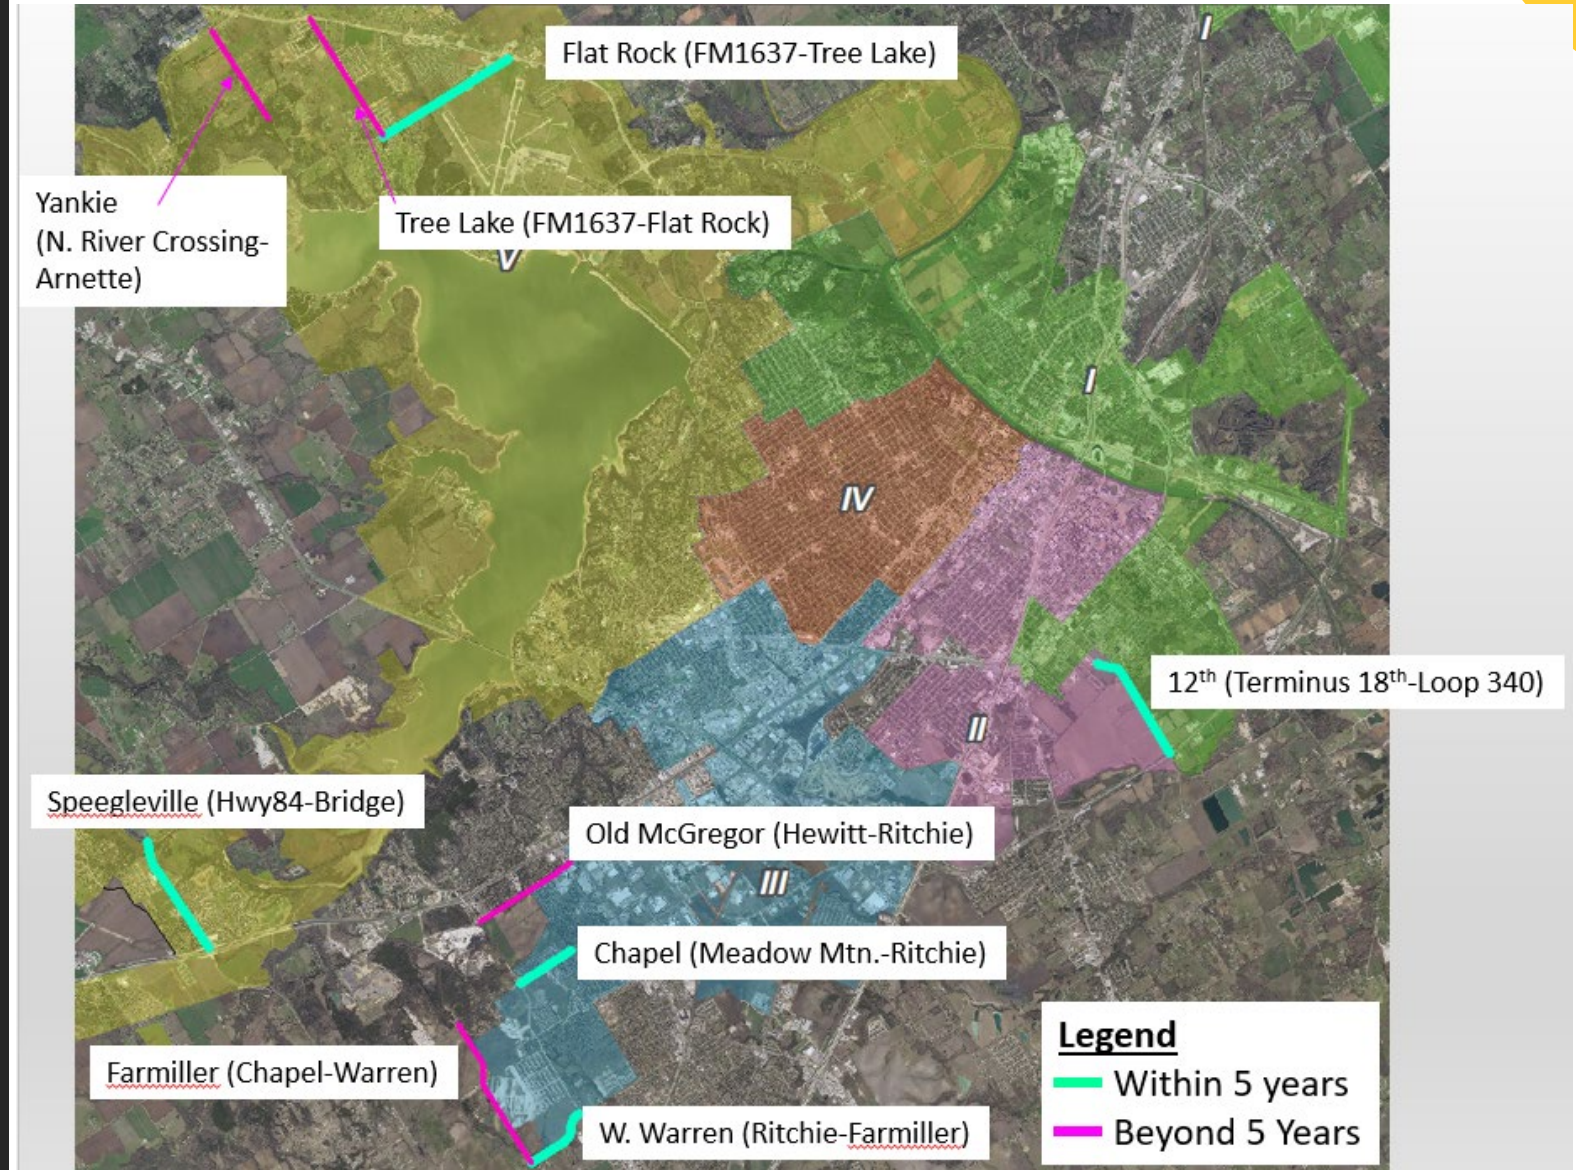 I
Flat Rock (FM1637-Tree Lake)
Yankie
(N. River Crossing-
Arnette)
Tree Lake (FM1637-Flat Rock)
V
I
IV
12th (Terminus 18th-Loop 340)
II
Speegleville (Hwy84-Bridge)
Old McGregor (Hewitt-Ritchie)
III
Chapel (Meadow Mtn.-Ritchie)
Farmiller (Chapel-Warren)
W. Warren (Ritchie-Farmiller)
Legend
Within 5 years
Beyond 5 Years